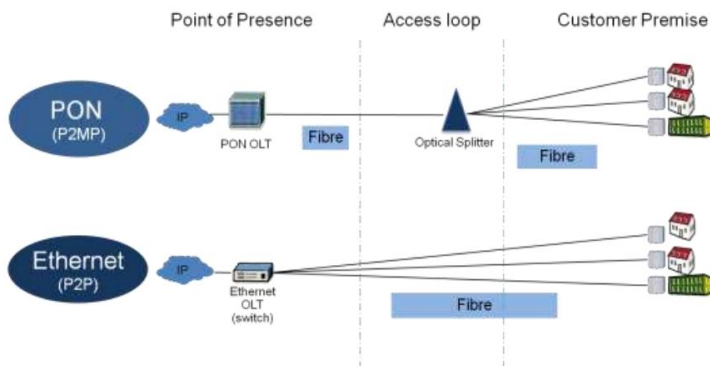 Point of Presence
Access loop
Customer Premise
PON
(P2MP)
IP
PON OLT
Fibre
Optical Splitter
Fibre
Ethernet
(P2P)
IP
Ethernet
OLT
(switch)
Fibre